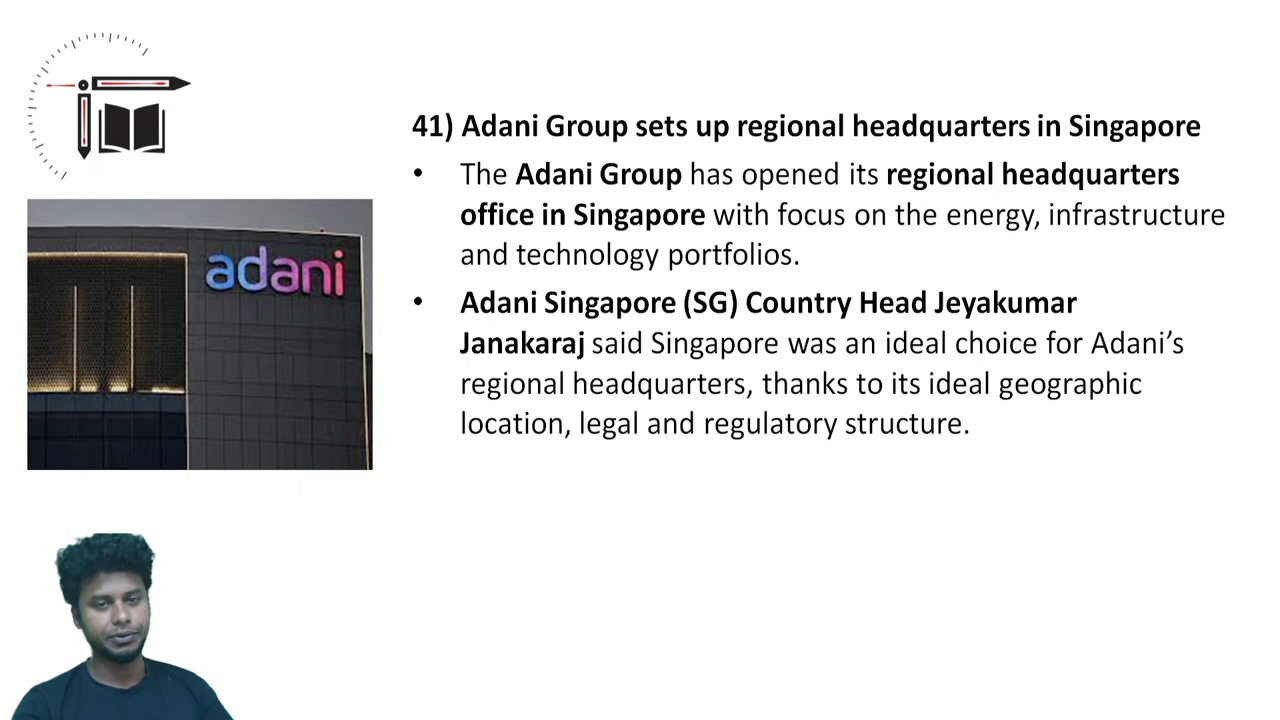 41) Adani Group sets up regional headquarters in Singapore
• The Adani Group has opened its regional headquarters
office in Singapore with focus on the energy, infrastructure
and technology portfolios.
• Adani Singapore (SG) Country Head Jeyakumar
Janakaraj said Singapore was an ideal choice for Adani’s
regional headquarters, thanks to its ideal geographic
location, legal and regulatory structure.
adani